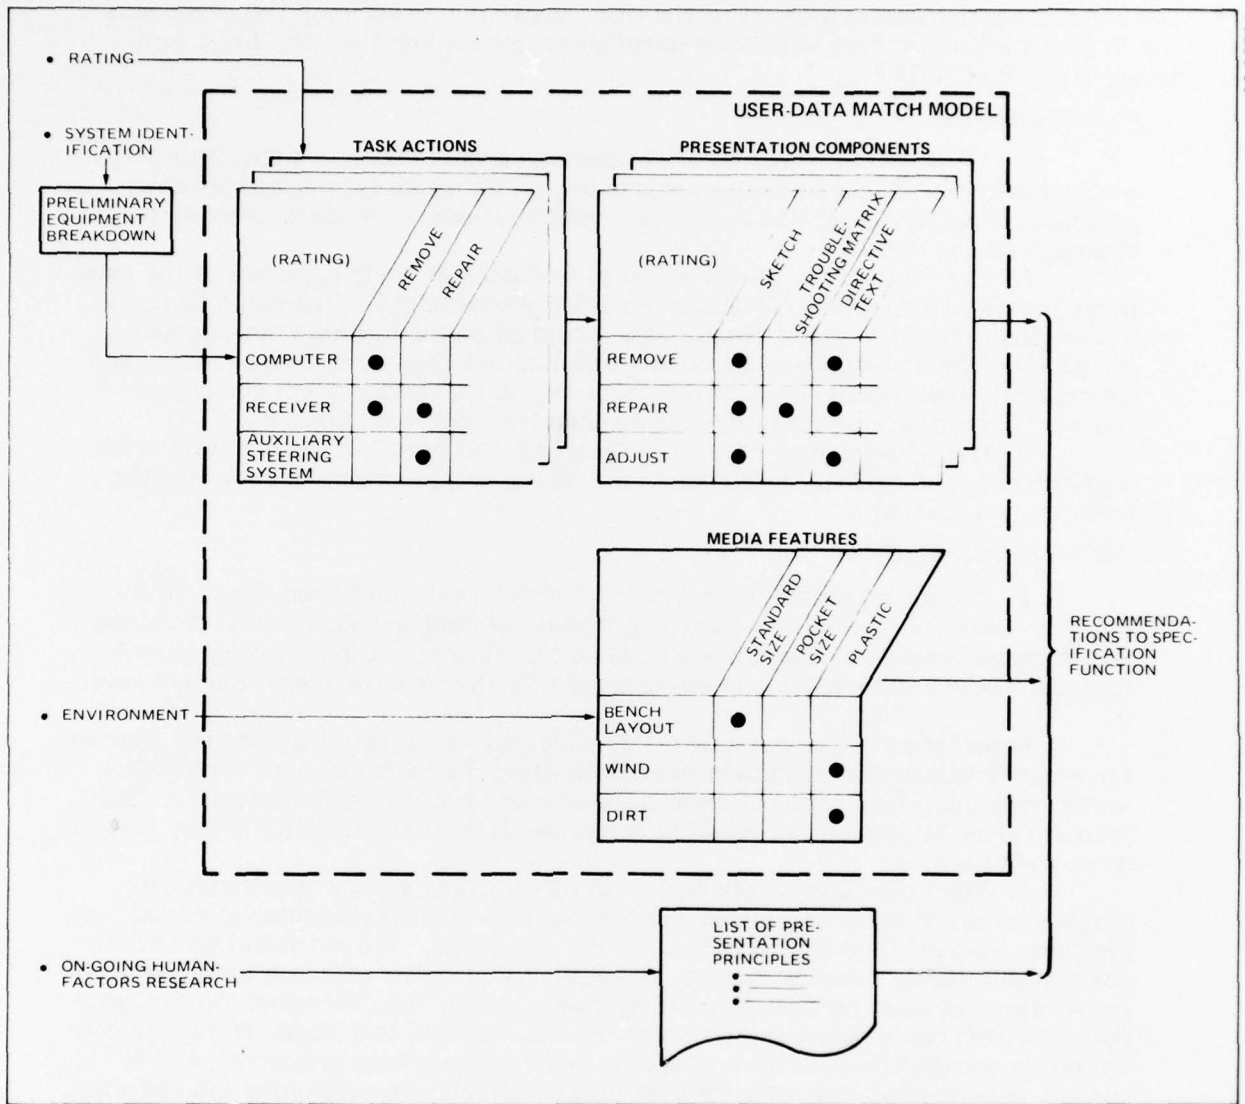 • RATING
USER-DATA MATCH MODEL
• SYSTEM IDENT-
IFICATION
PRELIMINARY
EQUIPMENT
BREAKDOWN
TASK ACTIONS
(RATING)
REMOVE
REPAIR
COMPUTER
RECEIVER
AUXILIARY
STEERING
SYSTEM
PRESENTATION COMPONENTS
(RATING)
SKETCH
TROUBLE-
SHOOTING MATRIX
DIRECTIVE
TEXT
REMOVE
REPAIR
ADJUST
MEDIA FEATURES
STANDARD
SIZE
POCKET
SIZE
PLASTIC
• ENVIRONMENT
BENCH
LAYOUT
WIND
DIRT
RECOMMENDA-
TIONS TO SPEC-
IFICATION
FUNCTION
• ON-GOING HUMAN-
FACTORS RESEARCH
LIST OF PRE-
SENTATION
PRINCIPLES